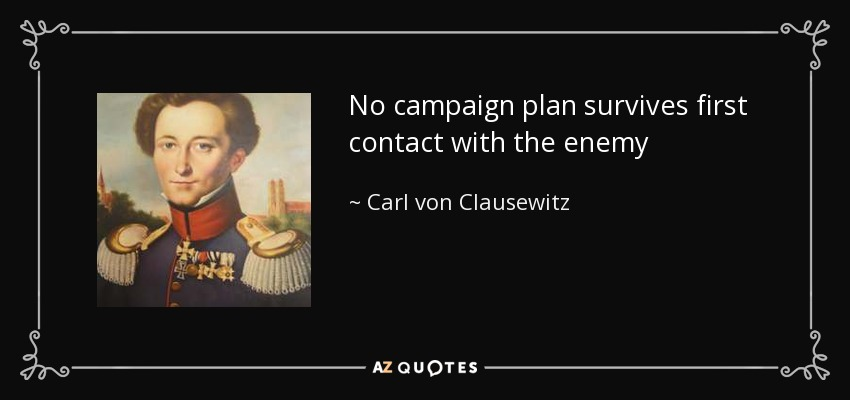 No campaign plan survives first
contact with the enemy
~ Carl von Clausewitz
AZ QUOTES